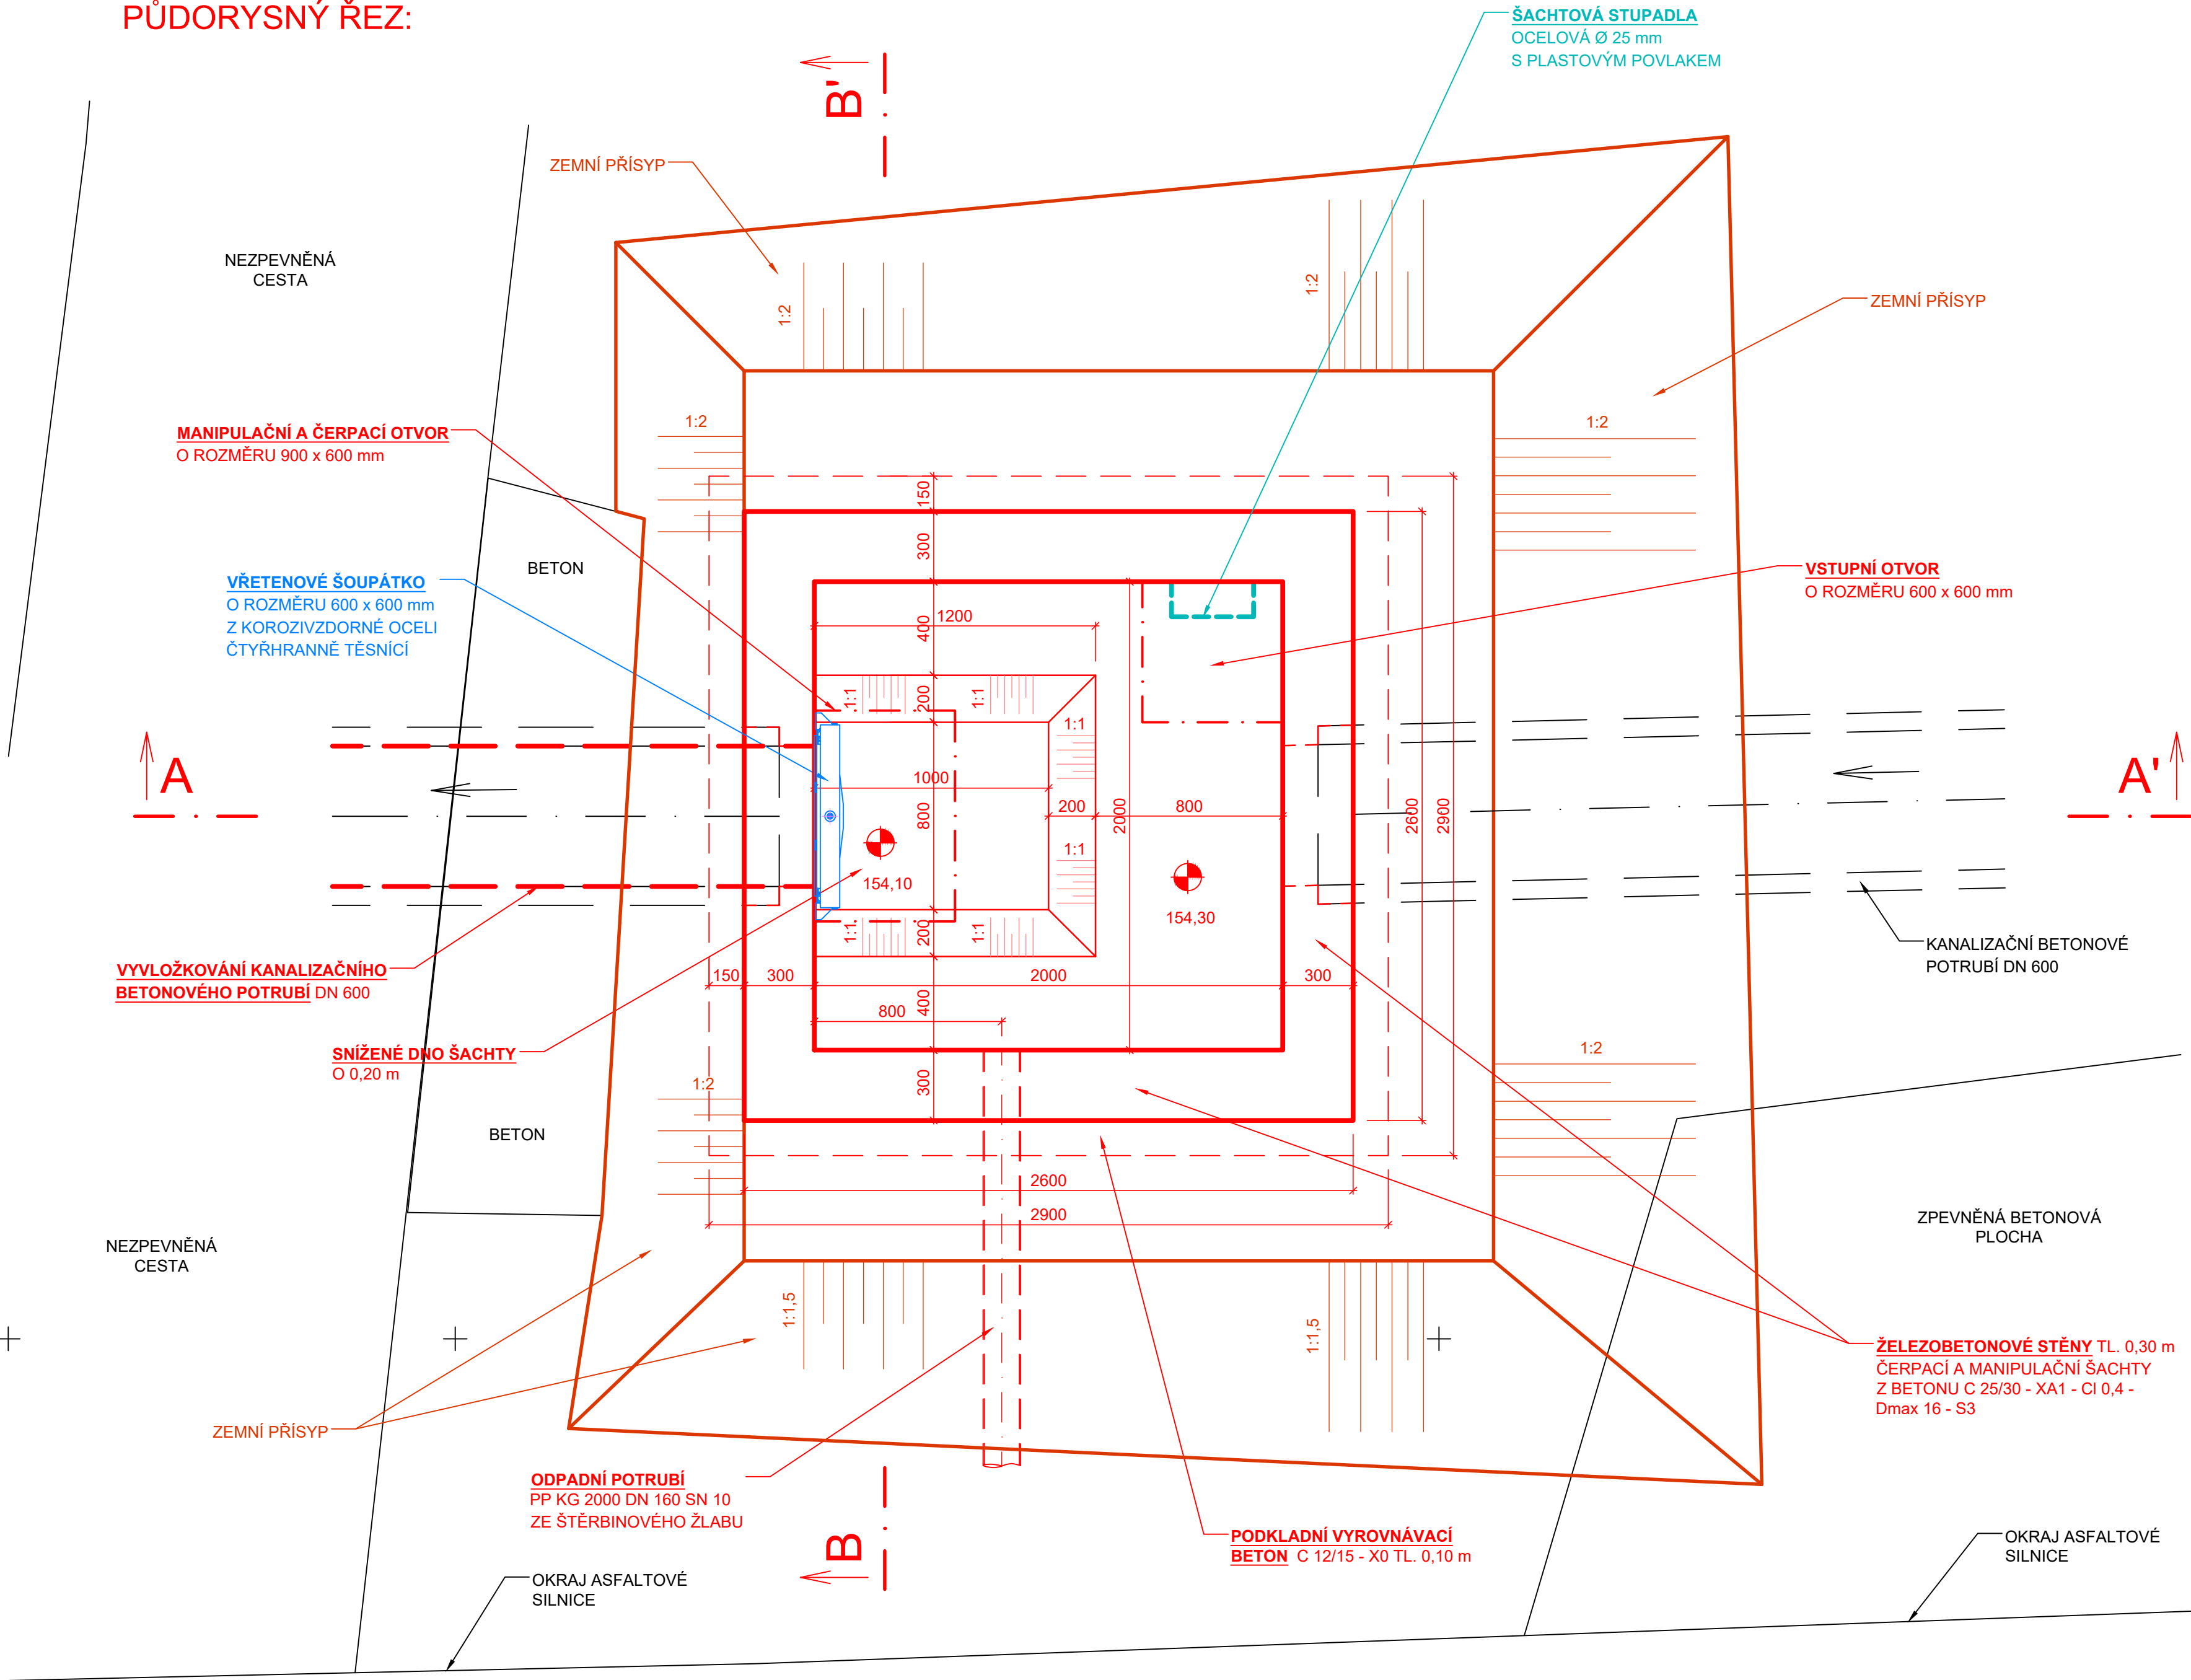 PŮDORYSNÝ ŘEZ:
ŠACHTOVÁ STUPADLA
OCELOVÁ Ø 25 mm
S PLASTOVÝM POVLAKEM
B'
ZEMNÍ PŘÍSYP
NEZPEVNĚNÁ
CESTA
1:2
1:2
ZEMNÍ PŘÍSYP
MANIPULAČNÍ A ČERPACÍ OTVOR
O ROZMĚRU 900 x 600 mm
1:2
1:2
150
300
BETON
VŘETENOVÉ ŠOUPÁTKO
O ROZMĚRU 600 x 600 mm
Z KOROZIVZDORNÉ OCELI
ČTYŘHRANNĚ TĚSNÍCÍ
VSTUPNÍ OTVOR
O ROZMĚRU 600 x 600 mm
1200
400
1:1
200
1:1
1:1
A
A'
1000
200
800
800
2000
2600
2900
1:1
154,10
154,30
1:1
200
1:1
KANALIZAČNÍ BETONOVÉ
POTRUBÍ DN 600
VYVLOŽKOVÁNÍ KANALIZAČNÍHO
BETONOVÉHO POTRUBÍ DN 600
150
300
2000
300
400
800
SNÍŽENÉ DNO ŠACHTY
O 0,20 m
1:2
1:2
300
BETON
2600
2900
NEZPEVNĚNÁ
CESTA
ZPEVNĚNÁ BETONOVÁ
PLOCHA
1:1,5
1:1,5
ŽELEZOBETONOVÉ STĚNY TL. 0,30 m
ČERPACÍ A MANIPULAČNÍ ŠACHTY
Z BETONU C 25/30 - XA1 - Cl 0,4 -
Dmax 16 - S3
ZEMNÍ PŘÍSYP
ODPADNÍ POTRUBÍ
PP KG 2000 DN 160 SN 10
ZE ŠTĚRBINOVÉHO ŽLABU
B
PODKLADNÍ VYROVNÁVACÍ
BETON C 12/15 - X0 TL. 0,10 m
OKRAJ ASFALTOVÉ
SILNICE
OKRAJ ASFALTOVÉ
SILNICE